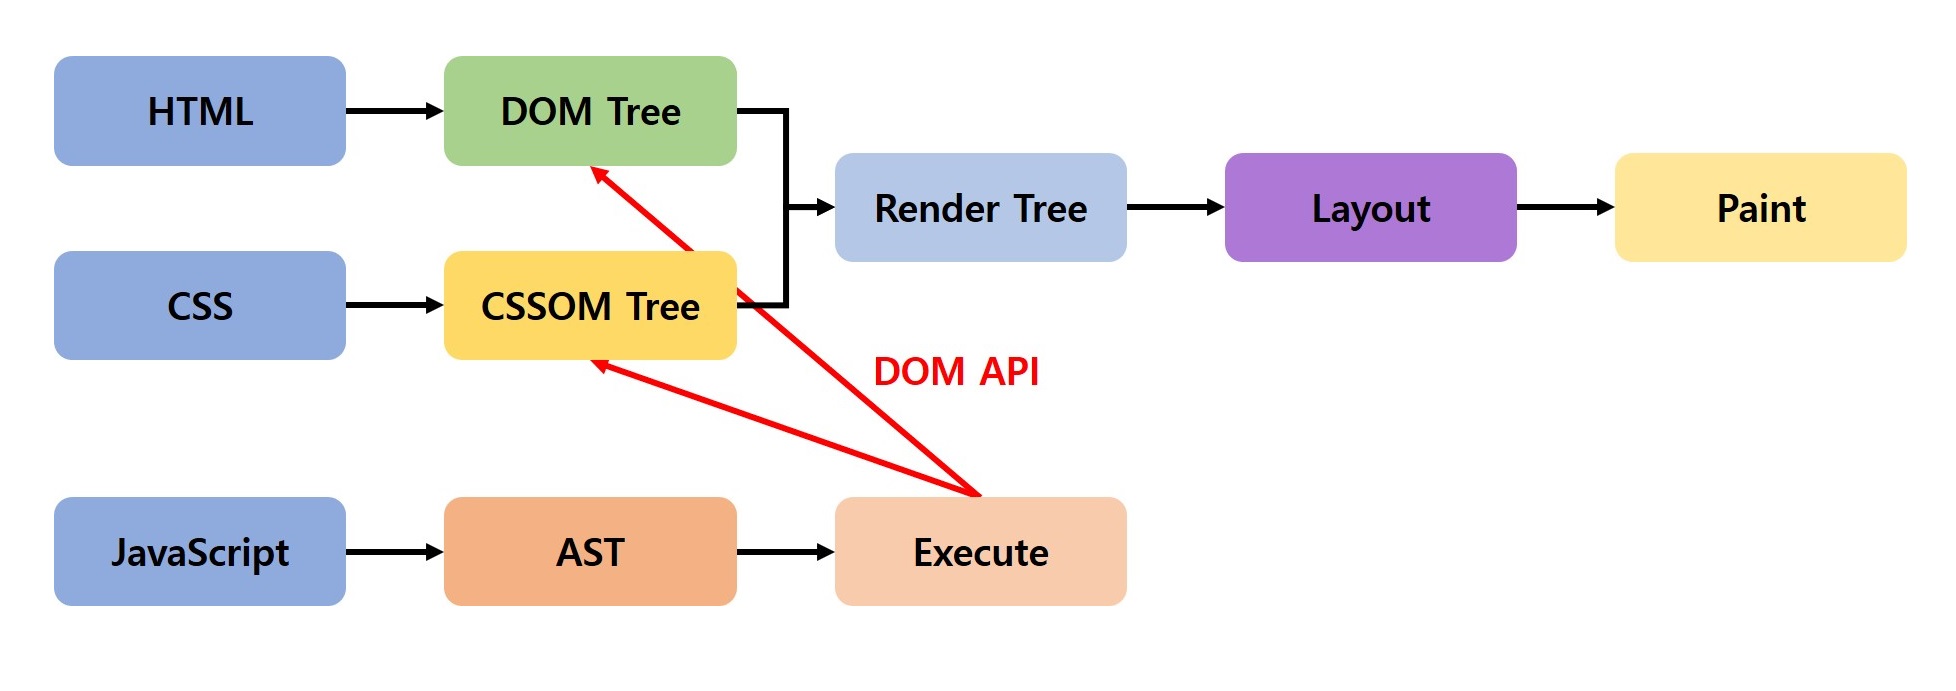 HTML
DOM Tree
Render Tree
Layout
Paint
CSS
CSSOM Tree
DOM API
JavaScript
AST
Execute